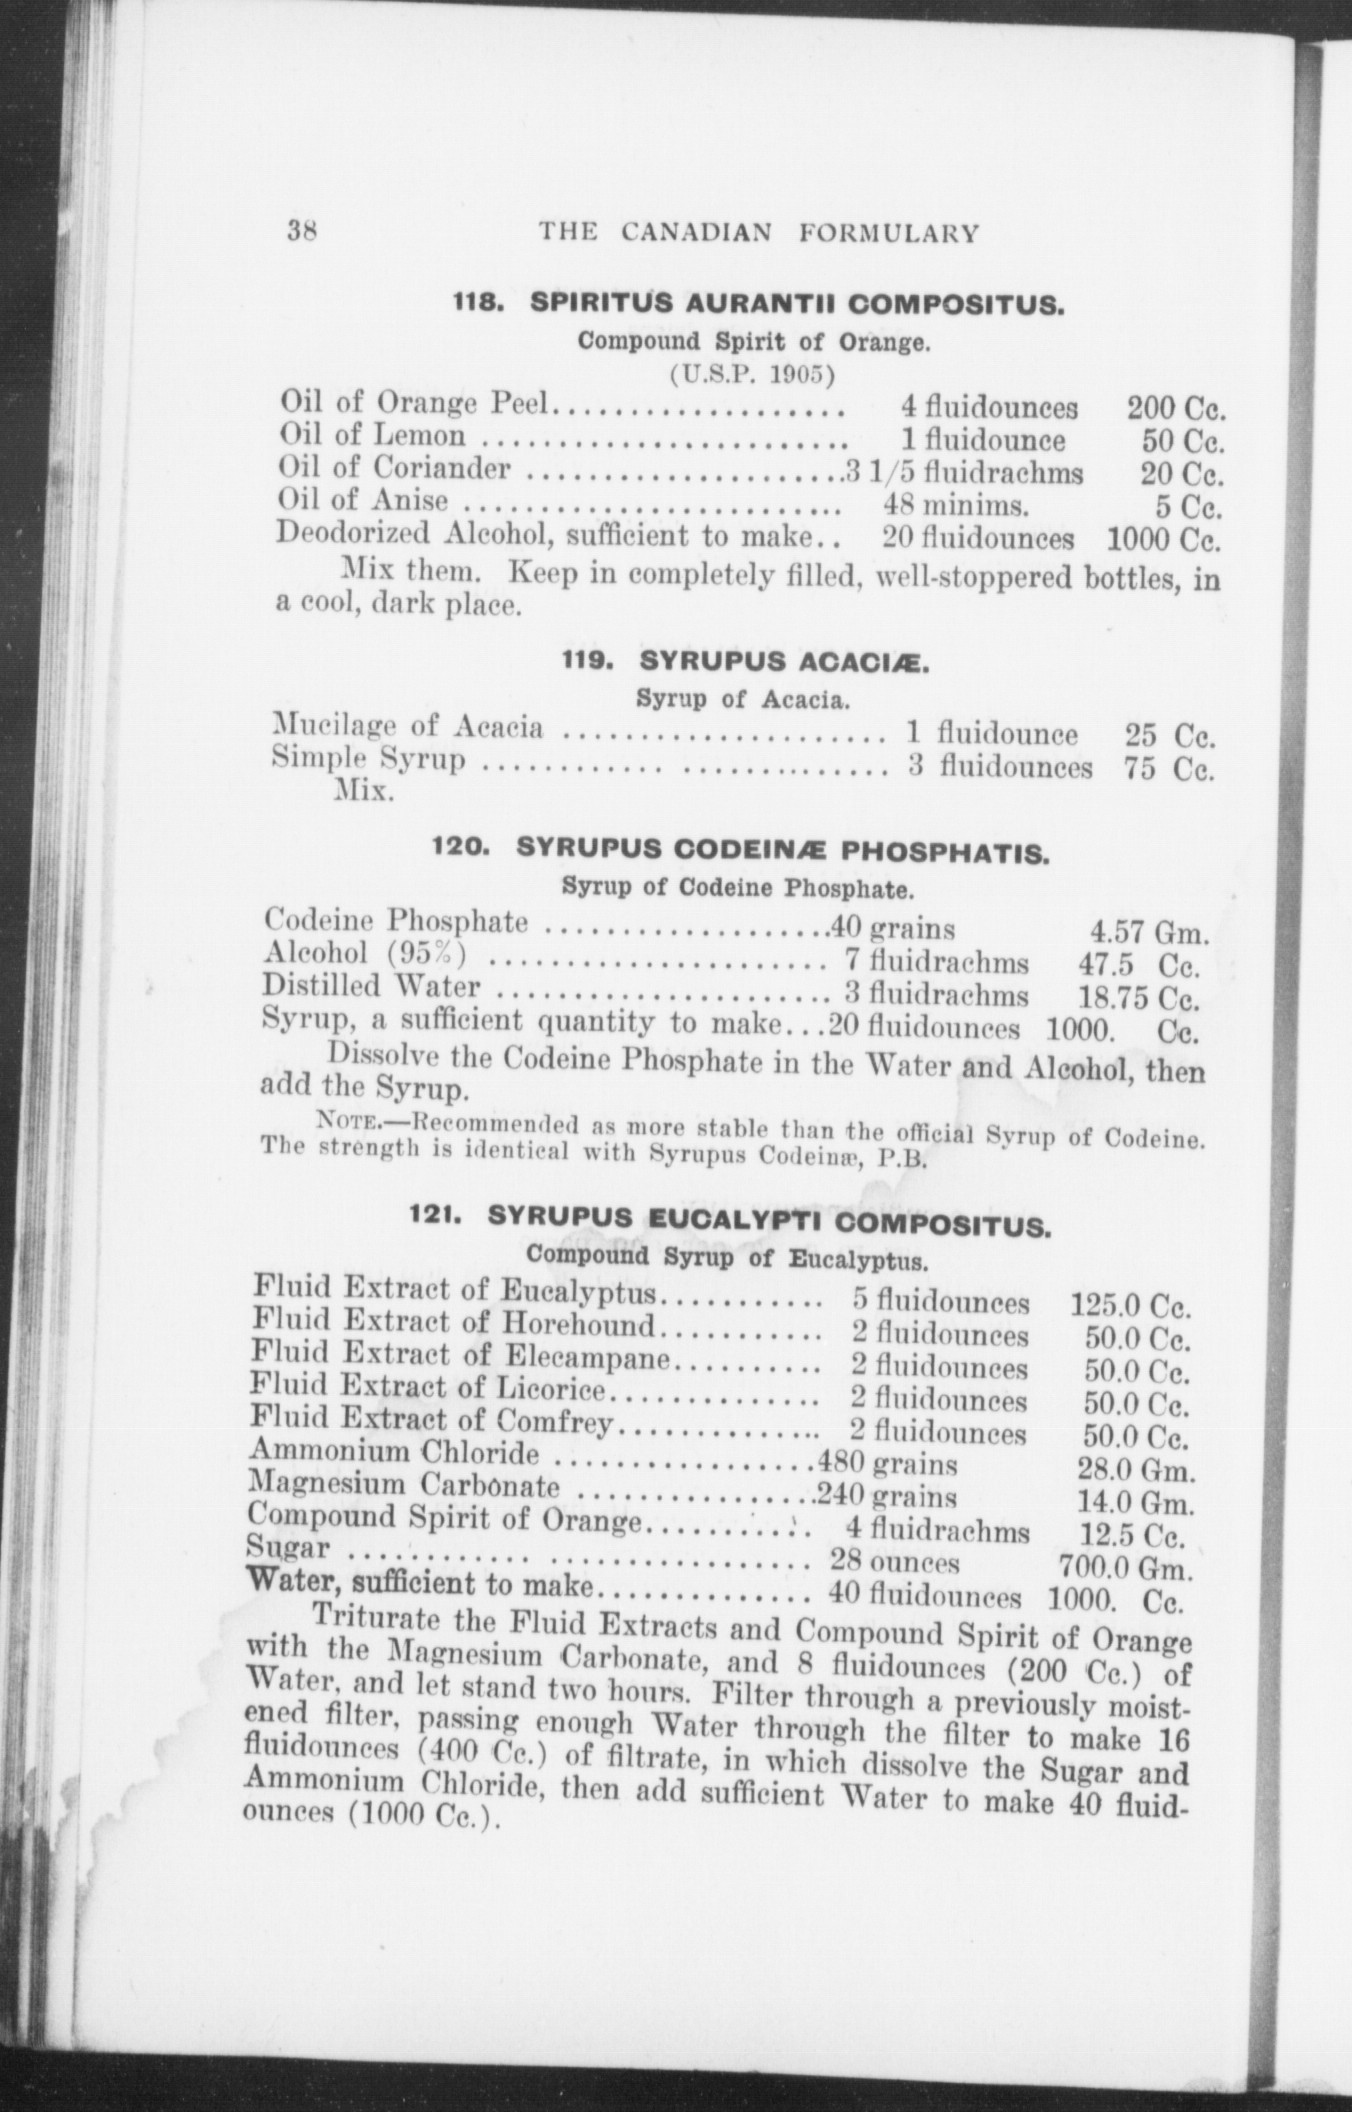 38 THE CANADIAN FORMULARY
118. SPIRITUS AURANTII COMPOSITUS.
Compound Spirit of Orange.
(U.S.P. 1905)
Oil of Orange Peel................... 4 fluidounces 200 Cc.
Oil of Lemon ........................ 1 fluidounce 50 Cc.
Oil of Coriander .....................3 1/5 fluidrachms 20 Cc.
Oil of Anise ......................... 48 minims. 5 Cc.
Deodorized Alcohol, sufficient to make.. 20 fluidounces 1000 Cc.
Mix them. Keep in completely filled, well-stoppered bottles, in
a cool, dark place.
119. SYRUPUS ACACIÆ.
Syrup of Acacia.
Mucilage of Acacia ..................... 1 fluidounce 25 Cc.
Simple Syrup ............ .............. 3 fluidounces 75 Cc.
Mix.
120. SYRUPUS CODEINÆ PHOSPHATIS.
Syrup of Codeine Phosphate.
Codeine Phosphate ...................40 grains 4.57 Gm.
Alcohol (95%) ...................... 7 fluidrachms 47.5 Cc.
Distilled Water ...................... 3 fluidrachms 18.75 Cc.
Syrup, a sufficient quantity to make...20 fluidounces 1000. Cc.
Dissolve the Codeine Phosphate in the Water and Alcohol, then
add the Syrup.
NOTE.—Recommended as more stable than the official Syrup of Codeine.
The strength is identical with Syrupus Codeinæ, P.B.
121. SYRUPUS EUCALYPTI COMPOSITUS.
Compound Syrup of Eucalyptus.
Fluid Extract of Eucalyptus........... 5 fluidounces 125.0 Cc.
Fluid Extract of Horehound........... 2 fluidounces 50.0 Cc.
Fluid Extract of Elecampane.......... 2 fluidounces 50.0 Cc.
Fluid Extract of Licorice.............. 2 fluidounces 50.0 Cc.
Fluid Extract of Comfrey.............. 2 fluidounces 50.0 Cc.
Ammonium Chloride .................480 grains 28.0 Gm.
Magnesium Carbonate ................240 grains 14.0 Gm.
Compound Spirit of Orange........... 4 fluidrachms 12.5 Cc.
Sugar ............ ................. 28 ounces 700.0 Gm.
Water, sufficient to make.............. 40 fluidounces 1000. Cc.
Triturate the Fluid Extracts and Compound Spirit of Orange
with the Magnesium Carbonate, and 8 fluidounces (200 Cc.) of
Water, and let stand two hours. Filter through a previously moist-
ened filter, passing enough Water through the filter to make 16
fluidounces (400 Cc.) of filtrate, in which dissolve the Sugar and
Ammonium Chloride, then add sufficient Water to make 40 fluid-
ounces (1000 Cc.).